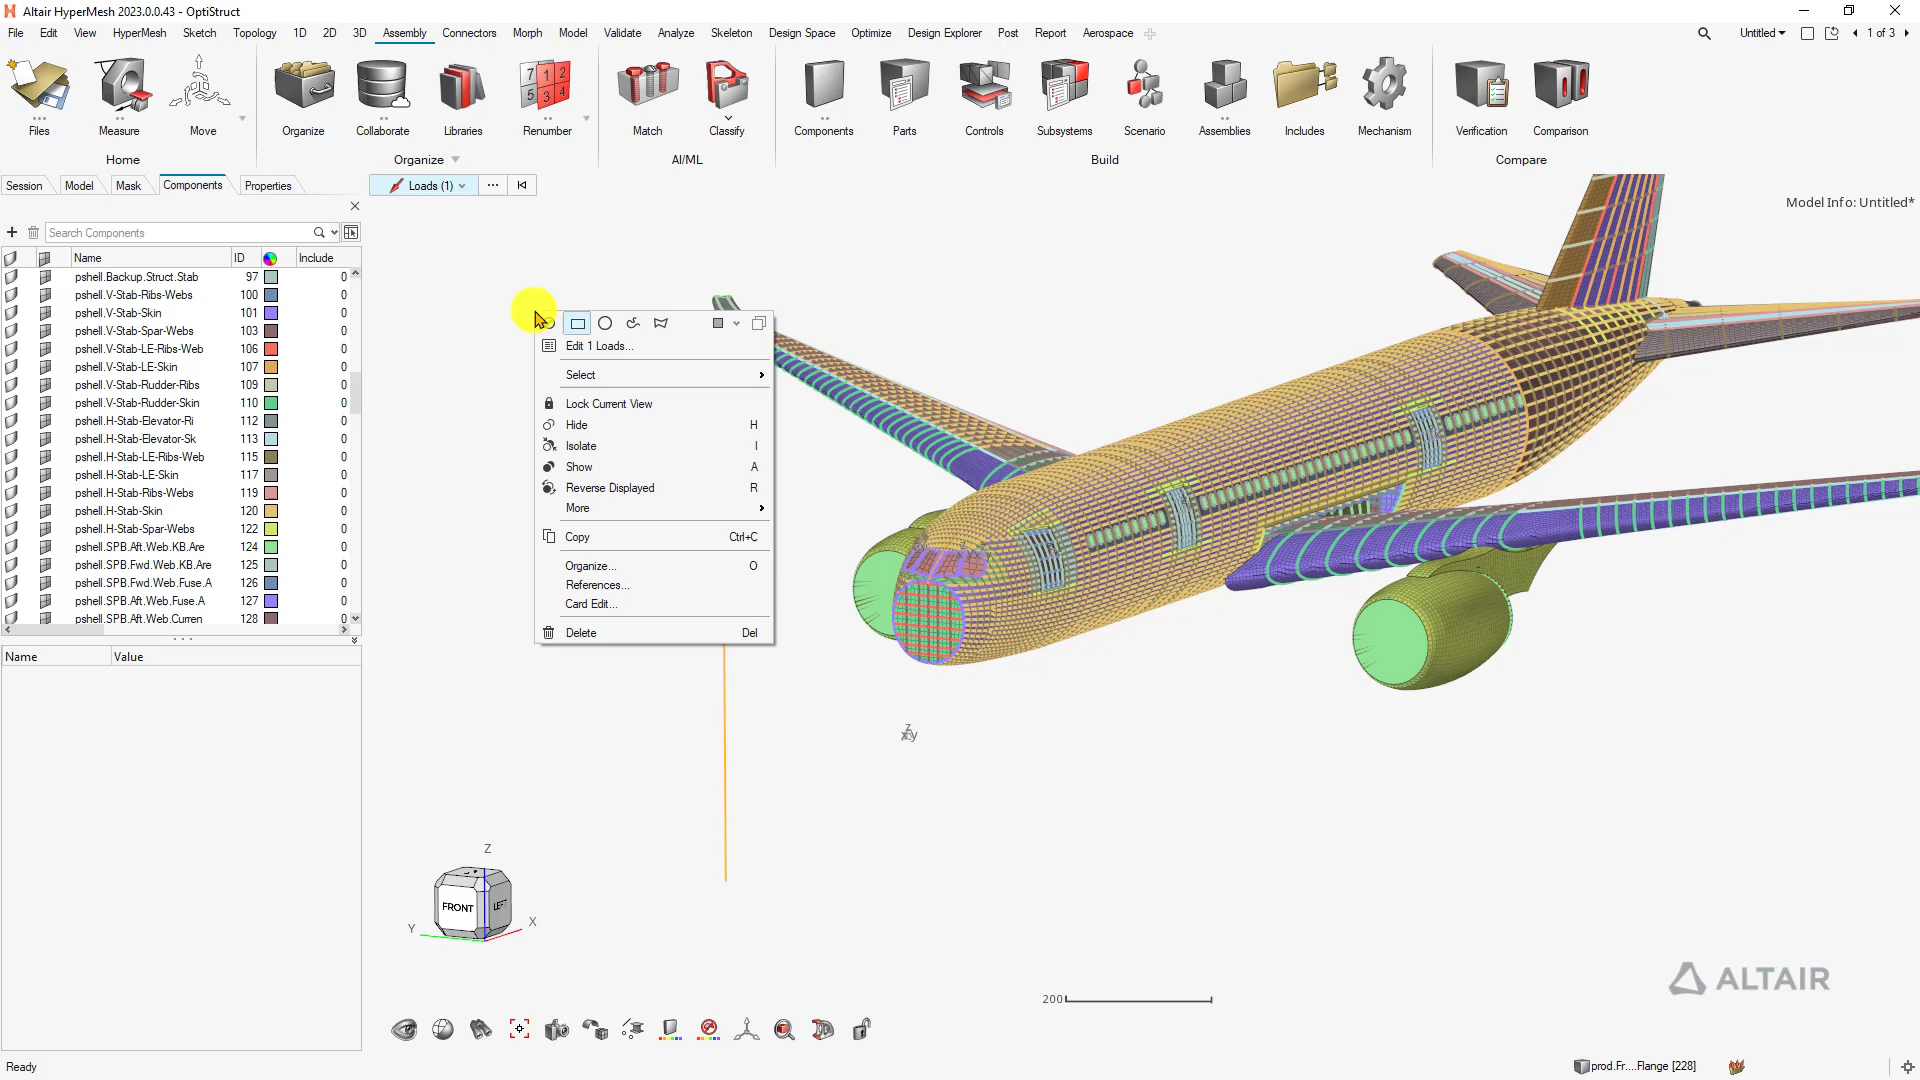 Altair HyperMesh 2023.0.0.43 - OptiStruct
File Edit View HyperMesh Sketch Topology 1D 2D 3D Assembly Connectors Morph Model Validate Analyze Skeleton Design Space Optimize Design Explorer Post Report Aerospace Untitled 1 of 3
7 1 2
5 3 4
Files Measure Move Organize Collaborate Libraries Renumber Match Classify Components Parts Controls Subsystems Scenario Assemblies Includes Mechanism Verification Comparison
Home Organize AI/ML Build Compare
Session Model Mask Components Properties Loads (1)
Model Info: Untitled*
Search Components
Name ID Include
pshell.Backup.Struct.Stab 97 0
pshell.V-Stab-Ribs-Webs 100 0
pshell.V-Stab-Skin 101 0
pshell.V-Stab-Spar-Webs 103 0
pshell.V-Stab-LE-Ribs-Web 106 0
pshell.V-Stab-LE-Skin 107 0
pshell.V-Stab-Rudder-Ribs 109 0
pshell.V-Stab-Rudder-Skin 110 0
pshell.H-Stab-Elevator-Ri 112 0
pshell.H-Stab-Elevator-Sk 113 0
pshell.H-Stab-LE-Ribs-Web 115 0
pshell.H-Stab-LE-Skin 117 0
pshell.H-Stab-Ribs-Webs 119 0
pshell.H-Stab-Skin 120 0
pshell.H-Stab-Spar-Webs 122 0
pshell.SPB.Aft.Web.KB.Are 124 0
pshell.SPB.Fwd.Web.KB.Are 125 0
pshell.SPB.Fwd.Web.Fuse.A 126 0
pshell.SPB.Aft.Web.Fuse.A 127 0
pshell.SPB.Aft.Web.Curren 128 0
Name Value
Edit 1 Loads...
Select
Lock Current View
Hide H
Isolate I
Show A
Reverse Displayed R
More
Copy Ctrl+C
Organize... O
References...
Card Edit...
Delete Del
Z
Xy
Z
FRONT LEFT
Y X
200
ALTAIR
Ready
prod.Fr....Flange [228]